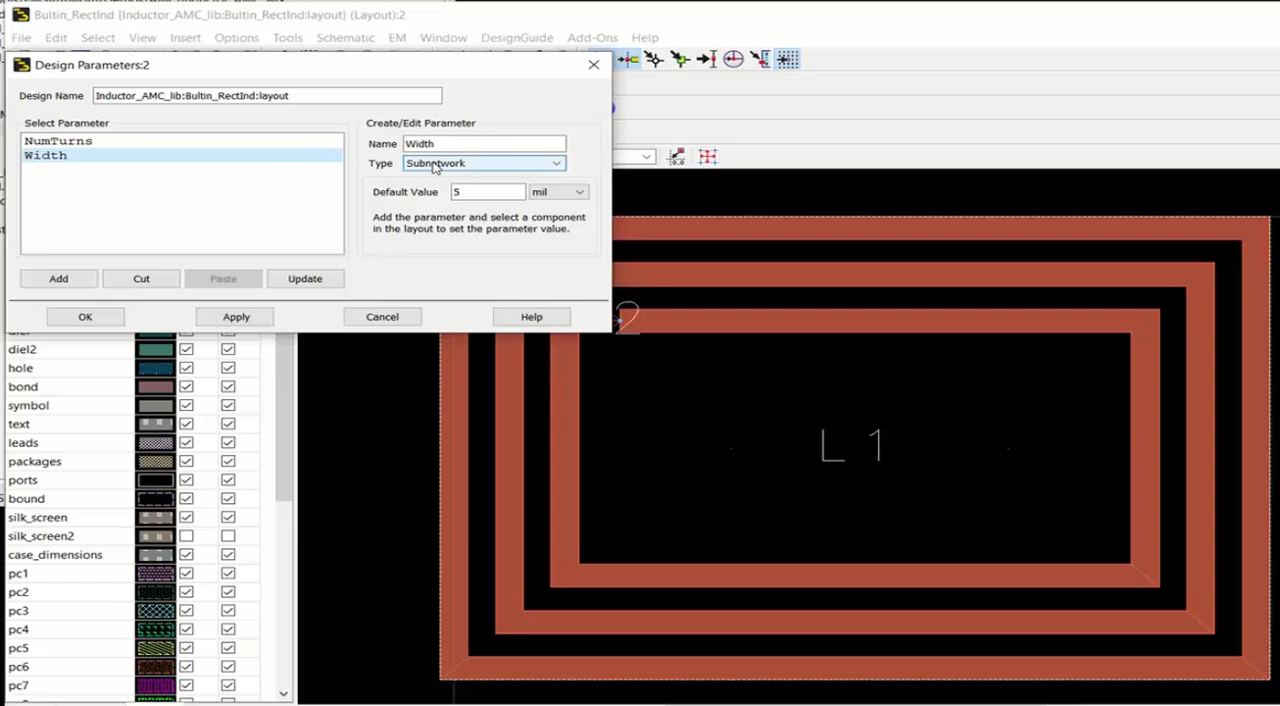 Bultin_RectInd [Inductor_AMC_lib:Bultin_RectInd:layout] (Layout):2
File Edit Select View Insert Options Tools Schematic EM Window DesignGuide Add-Ons Help
Design Parameters:2
Design Name Inductor_AMC_lib:Bultin_RectInd:layout
Select Parameter
NumTurns
Width
Create/Edit Parameter
Name Width
Type Subnetwork
Default Value 5 mil
Add the parameter and select a component
in the layout to set the parameter value.
Add Cut Paste Update
OK Apply Cancel Help
2
L 1
diel2
hole
bond
symbol
text
leads
packages
ports
bound
silk_screen
silk_screen2
case_dimensions
pc1
pc2
pc3
pc4
pc5
pc6
pc7